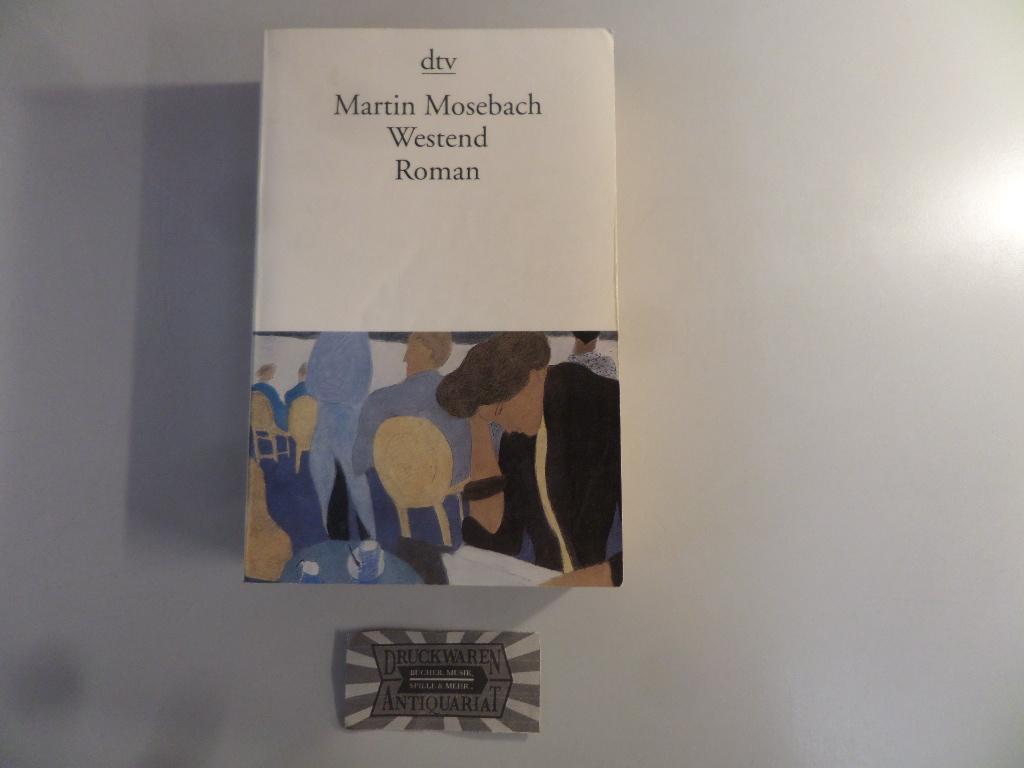 dtv
Martin Mosebach
Westend
Roman
DRUCKWAREN
BÜCHER, MUSIK,
SPIELE & MEHR...
ANTIQUARIAT